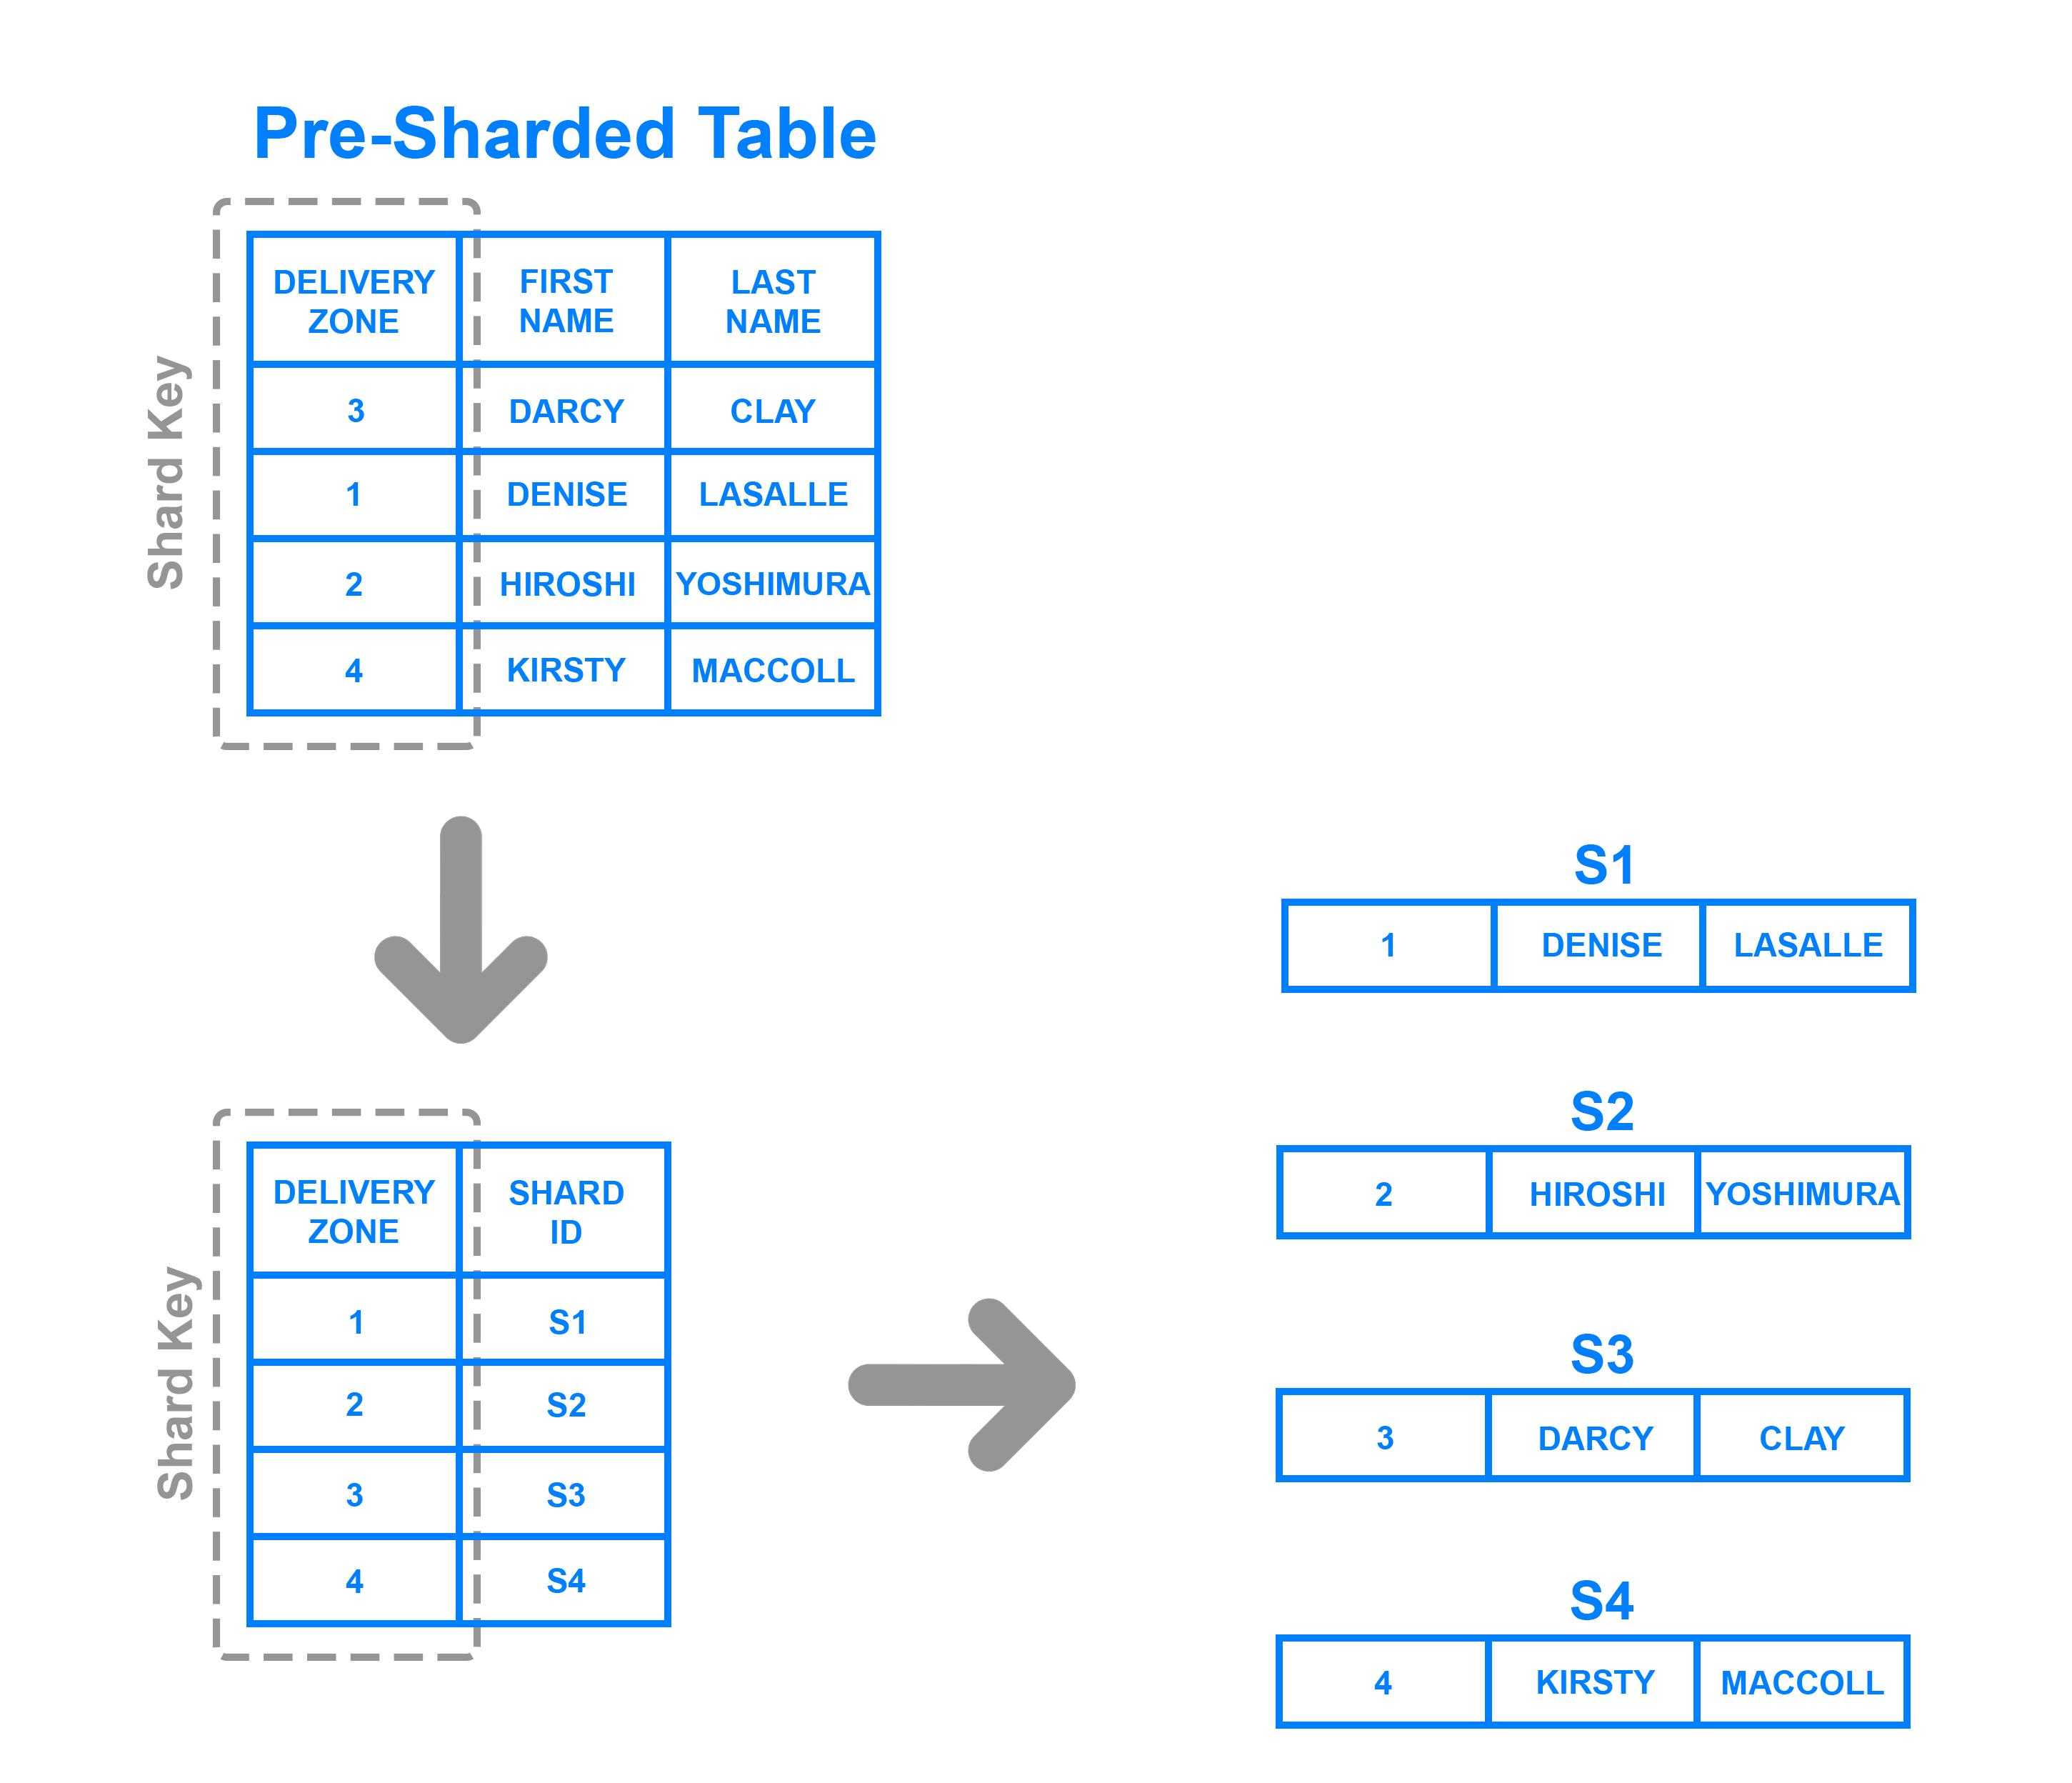 Pre-Sharded Table
Shard Key
DELIVERY
ZONE
FIRST
NAME
LAST
NAME
3
DARCY
CLAY
1
DENISE
LASALLE
2
HIROSHI
YOSHIMURA
4
KIRSTY
MACCOLL
Shard Key
DELIVERY
ZONE
SHARD
ID
1
S1
2
S2
3
S3
4
S4
S1
1
DENISE
LASALLE
S2
2
HIROSHI
YOSHIMURA
S3
3
DARCY
CLAY
S4
4
KIRSTY
MACCOLL